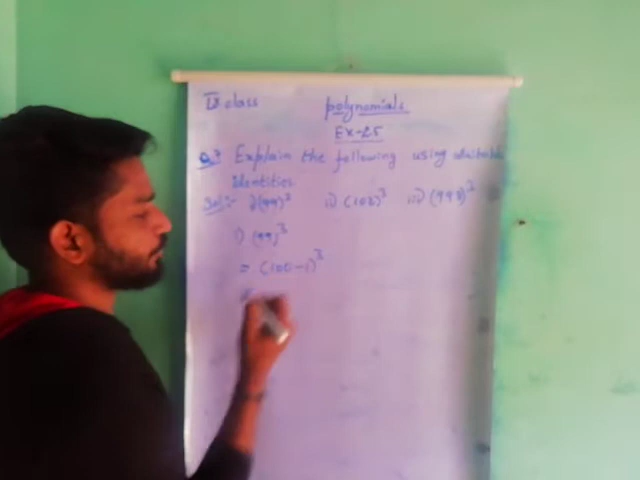 IX class polynomials
EX-2.5
Q.7 Explain the following using
identities
Sol:- i) (99)³ ii) (102)³ iii) (998)³
i) (99)³
= (100-1)³